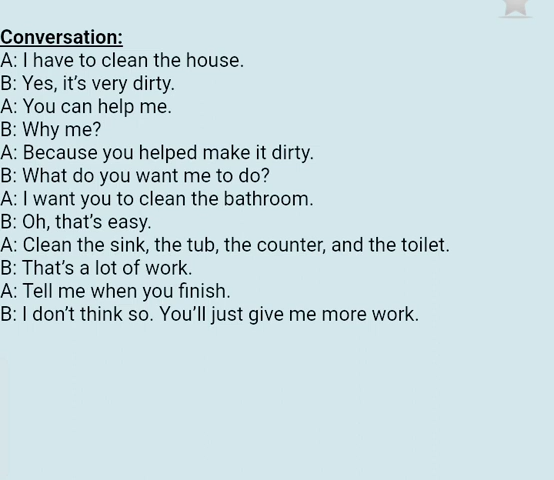 Conversation:
A: I have to clean the house.
B: Yes, it’s very dirty.
A: You can help me.
B: Why me?
A: Because you helped make it dirty.
B: What do you want me to do?
A: I want you to clean the bathroom.
B: Oh, that’s easy.
A: Clean the sink, the tub, the counter, and the toilet.
B: That’s a lot of work.
A: Tell me when you finish.
B: I don’t think so. You’ll just give me more work.